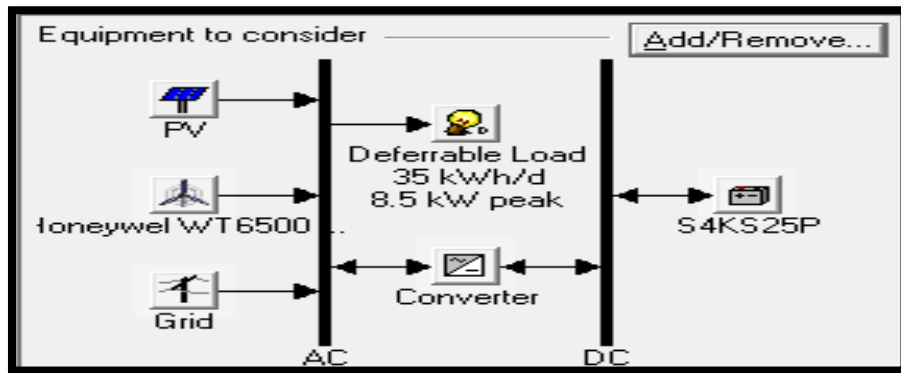 Equipment to consider
Add/Remove...
PV
Deferrable Load
35 kWh/d
8.5 kW peak
Honeywel WT6500 ...
S4KS25P
Converter
Grid
AC
DC